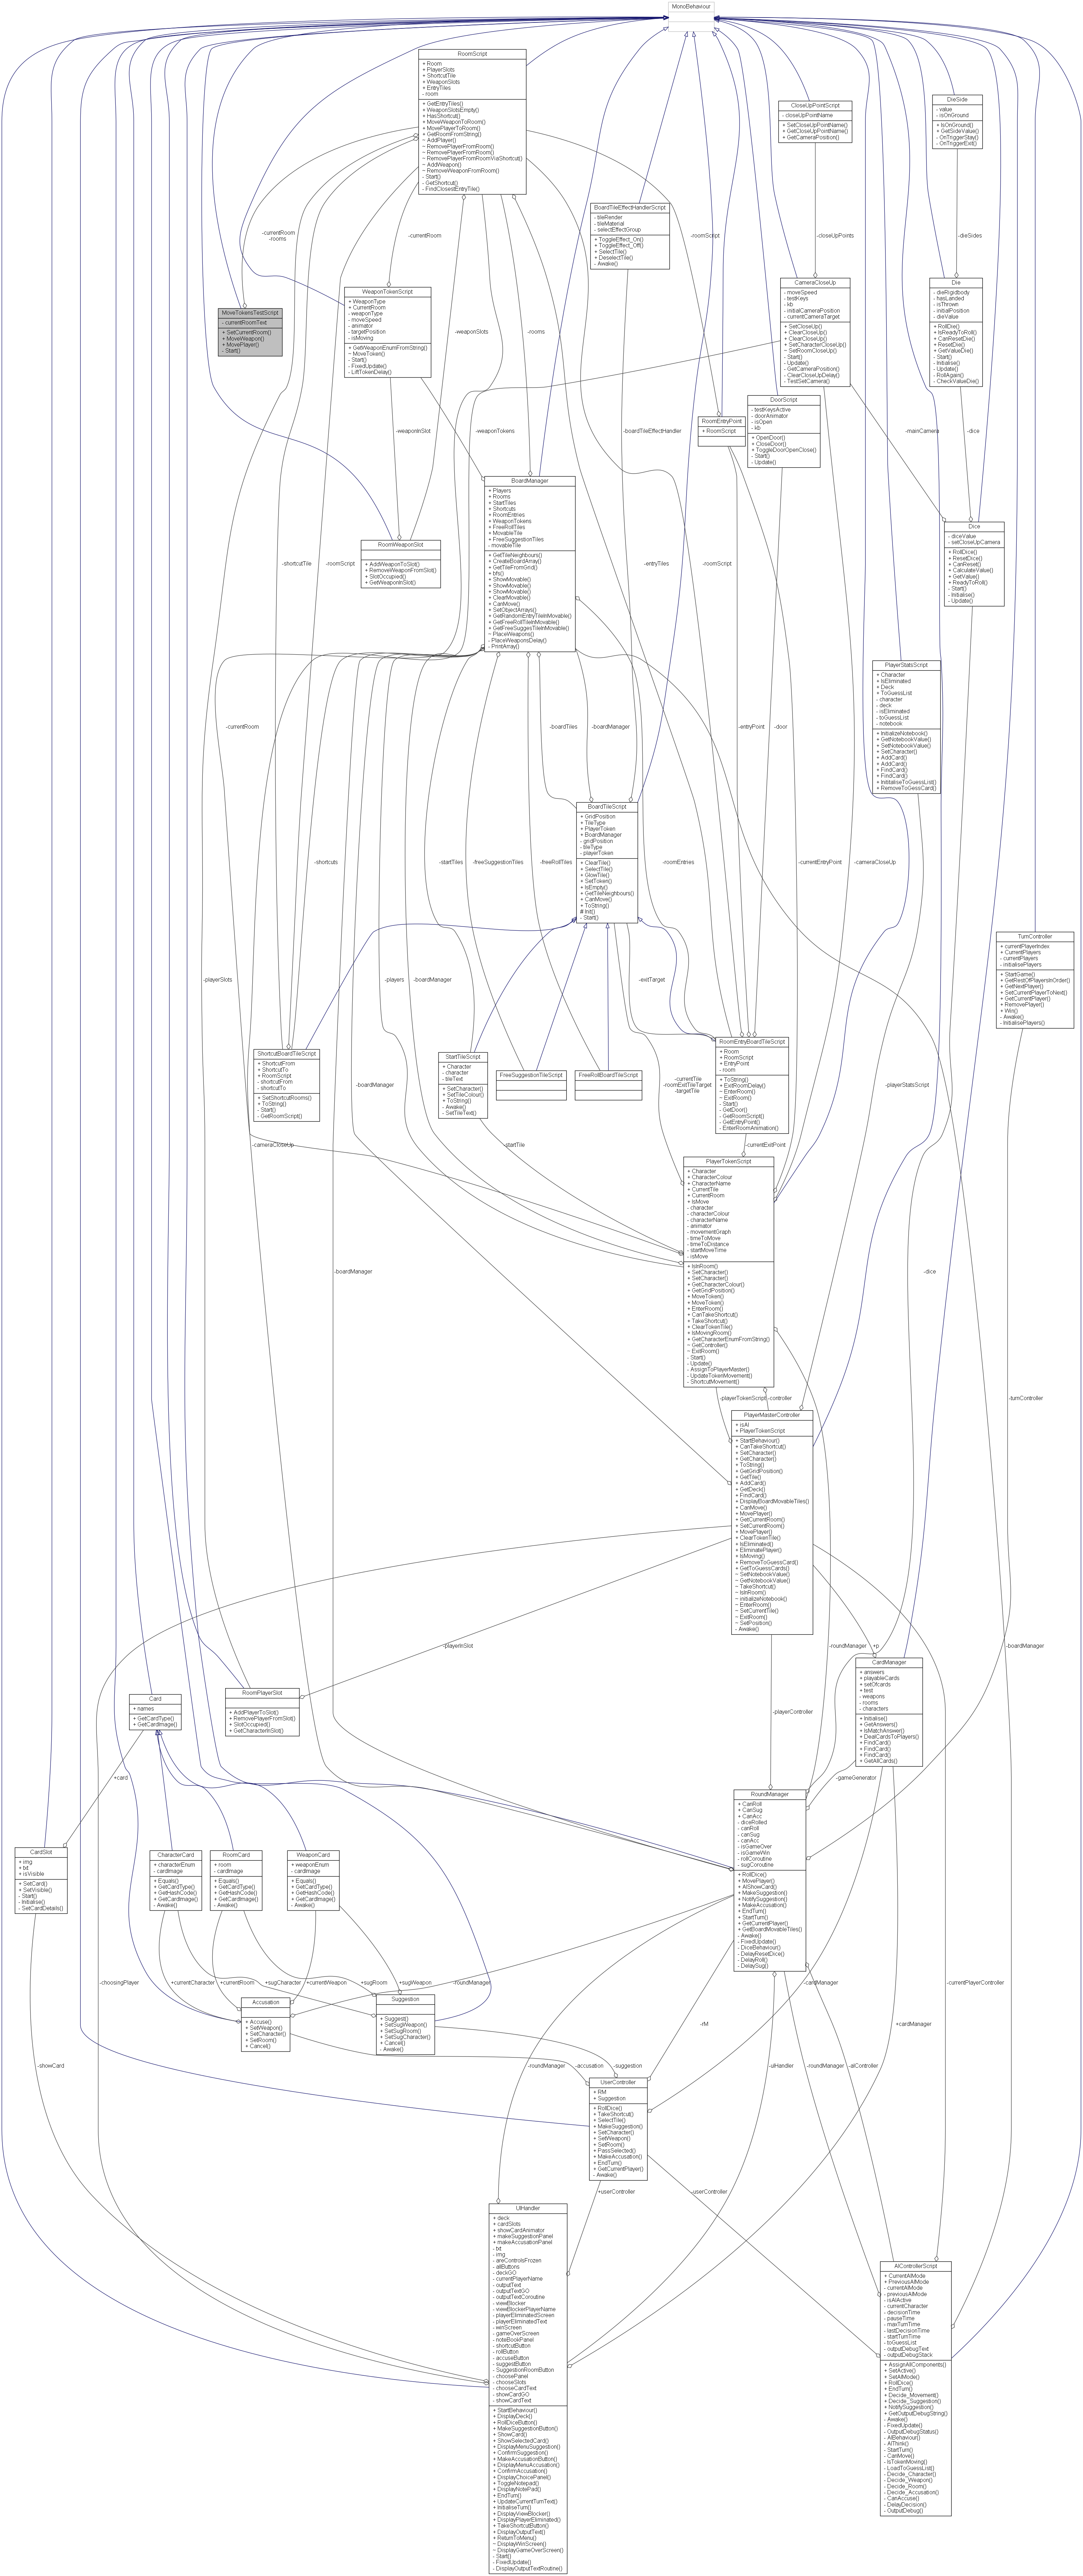 MonoBehaviour
RoomScript
+ Room
+ PlayerSlots
+ ShortcutTile
+ WeaponSlots
+ EntryTiles
- room
+ GetEntryTiles()
+ WeaponSlotsEmpty()
+ HasShortcut()
+ MoveWeaponToRoom()
+ MovePlayerToRoom()
+ GetRoomFromString()
~ AddPlayer()
~ RemovePlayerFromRoom()
~ RemovePlayerFromRoom()
~ RemovePlayerFromRoomViaShortcut()
~ AddWeapon()
~ RemoveWeaponFromRoom()
- Start()
- GetShortcut()
- FindClosestEntryTile()
CloseUpPointScript
- closeUpPointName
+ SetCloseUpPointName()
+ GetCloseUpPointName()
+ GetCameraPosition()
DieSide
- value
- isOnGround
+ IsOnGround()
+ GetSideValue()
- OnTriggerStay()
- OnTriggerExit()
BoardTileEffectHandlerScript
- tileRender
- tileMaterial
- selectEffectGroup
+ ToggleEffect_On()
+ ToggleEffect_Off()
+ SelectTile()
+ DeselectTile()
- Awake()
-currentRoom
-rooms
-currentRoom
-roomScript
-closeUpPoints
-dieSides
MoveTokensTestScript
- currentRoomText
+ SetCurrentRoom()
+ MoveWeapon()
+ MovePlayer()
- Start()
WeaponTokenScript
+ WeaponType
+ CurrentRoom
- weaponType
- moveSpeed
- animator
- targetPosition
- isMoving
+ GetWeaponEnumFromString()
~ MoveToken()
- Start()
- FixedUpdate()
- LiftTokenDelay()
-weaponSlots
-rooms
CameraCloseUp
- moveSpeed
- testKeys
- kb
- initialCameraPosition
- currentCameraTarget
+ SetCloseUp()
+ ClearCloseUp()
+ ClearCloseUp()
+ SetCharacterCloseUp()
~ SetRoomCloseUp()
- Start()
- Update()
- GetCameraPosition()
- ClearCloseUpDelay()
- TestSetCamera()
Die
- dieRigidbody
- hasLanded
- isThrown
- initialPosition
- dieValue
+ RollDie()
+ IsReadyToRoll()
+ CanResetDie()
+ ResetDie()
+ GetValueDie()
- Start()
- Initialise()
- Update()
- RollAgain()
- CheckValueDie()
DoorScript
- testKeysActive
- doorAnimator
- isOpen
- kb
+ OpenDoor()
+ CloseDoor()
+ ToggleDoorOpenClose()
- Start()
- Update()
RoomEntryPoint
+ RoomScript
-weaponInSlot
-weaponTokens
-boardTileEffectHandler
-mainCamera
-dice
BoardManager
+ Players
+ Rooms
+ StartTiles
+ Shortcuts
+ RoomEntries
+ WeaponTokens
+ FreeRollTiles
+ MovableTile
+ FreeSuggestionTiles
- movableTile
+ GetTileNeighbours()
+ CreateBoardArray()
+ GetTileFromGrid()
+ bfs()
+ ShowMovable()
+ ShowMovable()
+ ShowMovable()
+ ClearMovable()
+ CanMove()
+ SetObjectArrays()
+ GetRandomEntryTileInMovable()
+ GetFreeRollTileInMovable()
+ GetFreeSuggesTileInMovable()
~ PlaceWeapons()
- PlaceWeaponsDelay()
- PrintArray()
RoomWeaponSlot
+ AddWeaponToSlot()
+ RemoveWeaponFromSlot()
+ SlotOccupied()
+ GetWeaponInSlot()
Dice
- diceValue
- setCloseUpCamera
+ RollDice()
+ ResetDice()
+ CanReset()
+ CalculateValue()
+ GetValue()
+ ReadyToRoll()
- Start()
- Initialise()
- Update()
-shortcutTile
-roomScript
-entryTiles
-roomScript
PlayerStatsScript
+ Character
+ IsEliminated
+ Deck
+ ToGuessList
- character
- deck
- isEliminated
- toGuessList
- notebook
+ InitializeNotebook()
+ GetNotebookValue()
+ SetNotebookValue()
+ SetCharacter()
+ AddCard()
+ AddCard()
+ FindCard()
+ FindCard()
+ InititaliseToGuessList()
+ RemoveToGessCard()
-currentRoom
-boardTiles
-boardManager
-entryPoint
-door
BoardTileScript
+ GridPosition
+ TileType
+ PlayerToken
+ BoardManager
- gridPosition
- tileType
- playerToken
+ ClearTile()
+ SelectTile()
+ GlowTile()
+ SetToken()
+ IsEmpty()
+ GetTileNeighbours()
+ CanMove()
+ ToString()
# Init()
- Start()
-shortcuts
-startTiles
-freeSuggestionTiles
-freeRollTiles
-roomEntries
-currentEntryPoint
-cameraCloseUp
TurnController
+ currentPlayerIndex
+ CurrentPlayers
- currentPlayers
- initialisePlayers
+ StartGame()
+ GetRestOfPlayersInOrder()
+ GetNextPlayer()
+ SetCurrentPlayerToNext()
+ GetCurrentPlayer()
+ RemovePlayer()
+ Win()
- Awake()
- InitialisePlayers()
-playerSlots
-players
-boardManager
-exitTarget
ShortcutBoardTileScript
+ ShortcutFrom
+ ShortcutTo
+ RoomScript
- shortcutFrom
- shortcutTo
+ SetShortcutRooms()
+ ToString()
- Start()
- GetRoomScript()
StartTileScript
+ Character
- character
- tileText
+ SetCharacter()
+ SetTileColout()
+ ToString()
- Awake()
- SetTileText()
FreeSuggestionTileScript
FreeRollBoardTileScript
RoomEntryBoardTileScript
+ Room
+ RoomScript
+ EntryPoint
- room
+ ToString()
+ ExitRoomDelay()
~ EnterRoom()
~ ExitRoom()
- Start()
- GetDoor()
- GetRoomScript()
- GetEntryPoint()
- EnterRoomAnimation()
-boardManager
-currentTile
-roomExitTileTarget
-targetTile
-playerStatsScript
-cameraCloseUp
-startTile
-currentExitPoint
PlayerTokenScript
+ Character
+ CharacterColour
+ CharacterName
+ CurrentTile
+ CurrentRoom
+ IsMove
- character
- characterColour
- characterName
- animator
- movementGraph
- timeToMove
- timeToDistance
- startMoveTime
- isMove
+ IsInRoom()
+ SetCharacter()
+ SetCharacter()
+ GetCharacterColour()
+ GetGridPosition()
+ MoveToken()
+ MoveToken()
+ EnterRoom()
+ CanTakeShortcut()
+ TakeShortcut()
+ ClearTokenTile()
+ IsMovingRoom()
+ GetCharacterEnumFromString()
~ GetController()
~ ExitRoom()
- Start()
- Update()
- AssignToPlayerMaster()
- UpdateTokenMovement()
- ShortcutMovement()
-boardManager
-dice
-playerTokenScript
-controller
-turnController
PlayerMasterController
+ isAI
+ PlayerTokenScript
+ StartBehaviour()
+ CanTakeShortcut()
+ SetCharacter()
+ GetCharacter()
+ ToString()
+ GetGridPosition()
+ GetTile()
+ AddCard()
+ GetDeck()
+ FindCard()
+ DisplayBoardMovableTiles()
+ CanMove()
+ MovePlayer()
+ GetCurrentRoom()
+ SetCurrentRoom()
+ MovePlayer()
+ ClearTokenTile()
+ IsEliminated()
+ EliminatePlayer()
+ IsMoving()
+ RemoveToGuessCard()
+ GetToGuessCards()
~ SetNotebookValue()
~ GetNotebookValue()
~ TakeShortcut()
~ IsInRoom()
~ initializeNotebook()
~ EnterRoom()
~ SetCurrentTile()
~ ExitRoom()
~ SetPosition()
- Awake()
-playerInSlot
-roundManager
+p
-boardManager
CardManager
+ answers
+ playableCards
+ setOfcards
+ test
- weapons
- rooms
- characters
+ Initialise()
+ GetAnswers()
+ IsMatchAnswer()
+ DealCardsToPlayers()
+ FindCard()
+ FindCard()
+ FindCard()
+ GetAllCards()
Card
+ names
+ GetCardType()
+ GetCardImage()
RoomPlayerSlot
+ AddPlayerToSlot()
+ RemovePlayerFromSlot()
+ SlotOccupied()
+ GetCharacterInSlot()
-playerController
+card
-gameGenerator
RoundManager
+ CanRoll
+ CanSug
+ CanAcc
- diceRolled
- canRoll
- canSug
- canAcc
- isGameOver
- isGameWin
- rollCoroutine
- sugCoroutine
+ RollDice()
+ MovePlayer()
+ AIShowCard()
+ MakeSuggestion()
+ NotifySuggestion()
+ MakeAccusation()
+ EndTurn()
+ StartTurn()
+ GetCurrentPlayer()
+ GetBoardMovableTiles()
- Awake()
- FixedUpdate()
- DiceBehaviour()
- DelayResetDice()
- DelayRoll()
- DelaySug()
CardSlot
+ img
+ txt
+ isVisible
+ SetCard()
+ SetVisible()
- Start()
- Initialise()
- SetCardDetails()
CharacterCard
+ characterEnum
- cardImage
+ Equals()
+ GetCardType()
+ GetHashCode()
+ GetCardImage()
- Awake()
RoomCard
+ room
- cardImage
+ Equals()
+ GetCardType()
+ GetHashCode()
+ GetCardImage()
- Awake()
WeaponCard
+ weaponEnum
- cardImage
+ Equals()
+ GetCardType()
+ GetHashCode()
+ GetCardImage()
- Awake()
-choosingPlayer
+currentCharacter
+currentRoom
+sugCharacter
+currentWeapon
+sugRoom
+sugWeapon
-roundManager
-cardManager
-currentPlayerController
Accusation
+ Accuse()
+ SetWeapon()
+ SetCharacter()
+ SetRoom()
+ Cancel()
Suggestion
+ Suggest()
+ SetSugWeapon()
+ SetSugRoom()
+ SetSugCharacter()
+ Cancel()
- Awake()
-rM
+cardManager
-showCard
-roundManager
-accusation
-suggestion
-uiHandler
-roundManager
-aiController
UserController
+ RM
+ Suggestion
+ RollDice()
+ TakeShortcut()
+ SelectTile()
+ MakeSuggestion()
+ SetCharacter()
+ SetWeapon()
+ SetRoom()
+ PassSelected()
+ MakeAccusation()
+ EndTurn()
+ GetCurrentPlayer()
- Awake()
+userController
-userController
UIHandler
+ deck
+ cardSlots
+ showCardAnimator
+ makeSuggestionPanel
+ makeAccusationPanel
- txt
- img
- areControlsFrozen
- allButtons
- deckGO
- currentPlayerName
- outputText
- outputTextGO
- outputTextCoroutine
- viewBlocker
- viewBlockerPlayerName
- playerEliminatedScreen
- playerEliminatedText
- winScreen
- gameOverScreen
- noteBookPanel
- shortcutButton
- rollButton
- accuseButton
- suggestButton
- SuggestionRoomButton
- choosePanel
- chooseSlots
- chooseCardText
- showCardGO
- showCardText
+ StartBehaviour()
+ DisplayDeck()
+ RollDiceButton()
+ MakeSuggestionButton()
+ ShowCard()
+ ShowSelectedCard()
+ DisplayMenuSuggestion()
+ ConfirmSuggestion()
+ MakeAccusationButton()
+ DisplayMenuAccusation()
+ ConfirmAccusation()
+ DisplayChoicePanel()
+ ToggleNotepad()
+ DisplayNotePad()
+ EndTurn()
+ UpdateCurrentTurnText()
+ InitialiseTurn()
+ DisplayViewBlocker()
+ DisplayPlayerEliminated()
+ TakeShortcutButton()
+ DisplayOutputText()
+ ReturnToMenu()
~ DisplayWinScreen()
~ DisplayGameOverScreen()
- Start()
- FixedUpdate()
- DisplayOutputTextRoutine()
AIControllerScript
+ CurrentAIMode
+ PreviousAIMode
- currentAIMode
- previousAIMode
- isAIActive
- currentCharacter
- decisionTime
- pauseTime
- maxTurnTime
- lastDecisionTime
- startTurnTime
- toGuessList
- outputDebugText
- outputDebugStack
+ AssignAllComponents()
+ SetActive()
+ SetAIMode()
+ RollDice()
+ EndTurn()
+ Decide_Movement()
+ Decide_Suggestion()
+ NotifySuggestion()
+ GetOutputDebugString()
- Awake()
- FixedUpdate()
- OutputDebugStatus()
- AIBehaviour()
- AIThink()
- StartTurn()
- CanMove()
- IsTokenMoving()
- LoadToGuessList()
- Decide_Character()
- Decide_Weapon()
- Decide_Room()
- Decide_Accusation()
- CanAccuse()
- DelayDecision()
- OutputDebug()